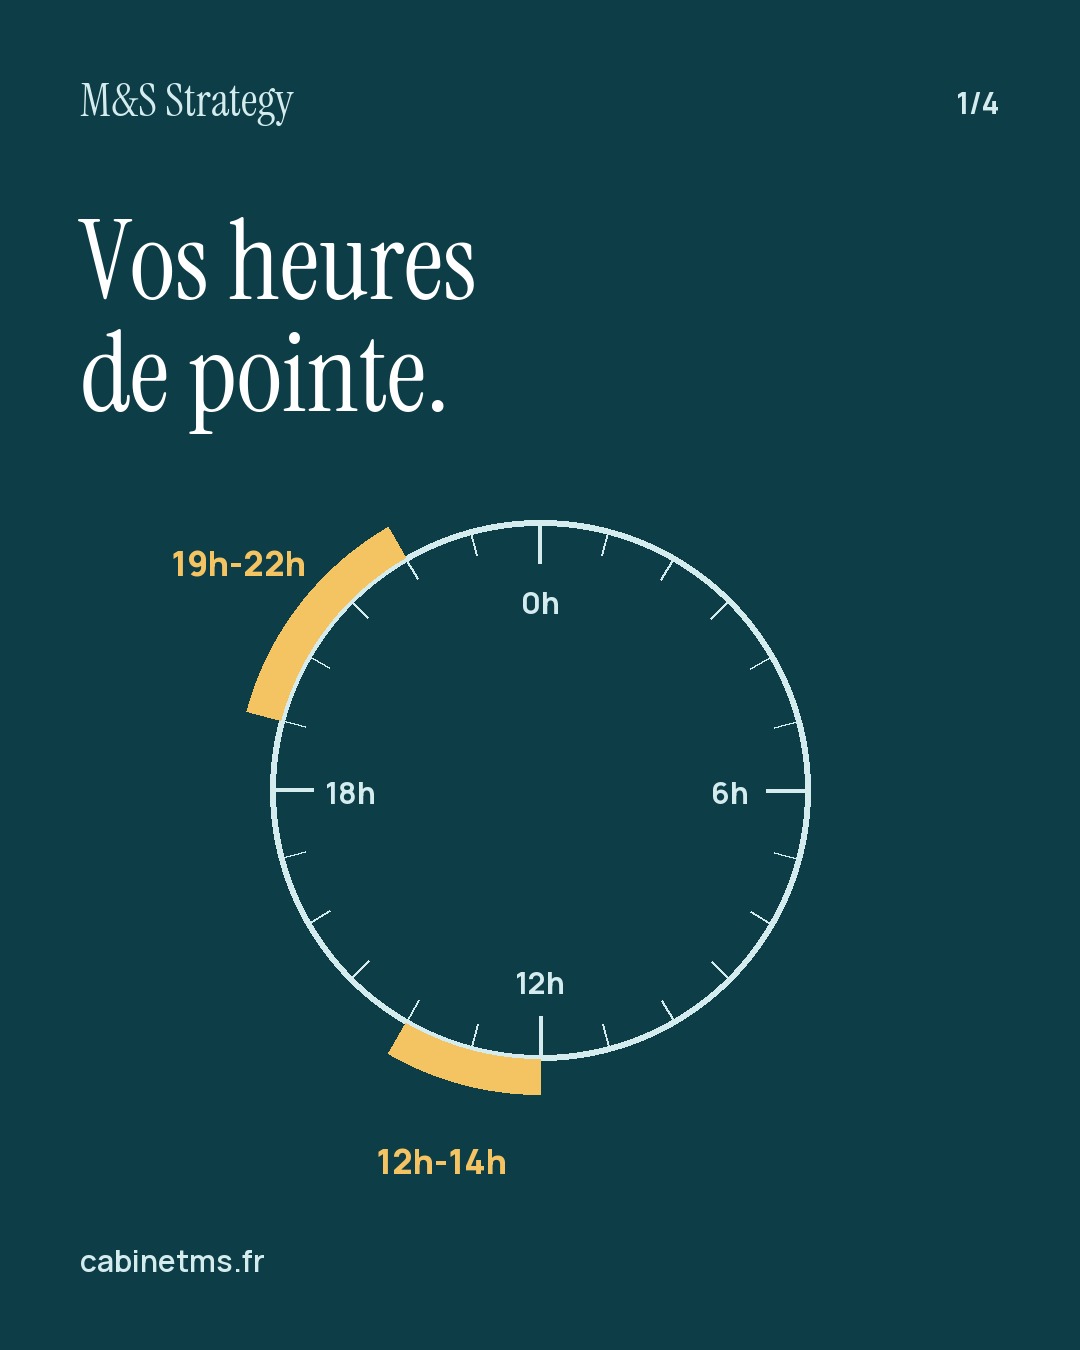 M&S Strategy
1/4
Vos heures
de pointe.
19h-22h
0h
18h
6h
12h
12h-14h
cabinetms.fr